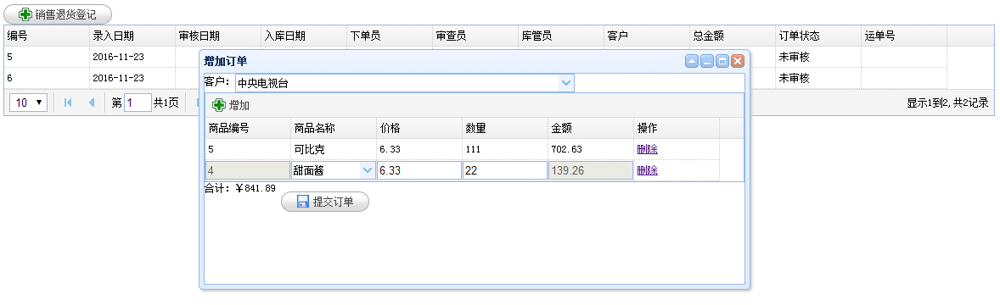 销售退货登记
编号 录入日期 审核日期 入库日期 下单员 审查员 库管员 客户 总金额 订单状态 运单号
5 2016-11-23 未审核
6 2016-11-23 未审核
10 第 1 共1页 显示1到2,共2记录
增加订单
客户: 中央电视台
增加
商品编号 商品名称 价格 数量 金额 操作
5 可比克 6.33 111 702.63 删除
4 甜面酱 6.33 22 139.26 删除
合计:￥841.89
提交订单